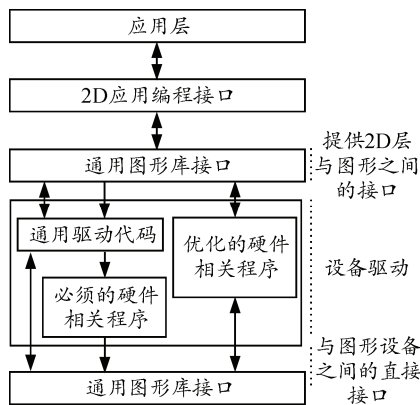 应用层
2D应用编程接口
通用图形库接口
提供2D层
与图形之间
的接口
通用驱动代码
优化的硬件
相关程序
必须的硬件
相关程序
设备驱动
通用图形库接口
与图形设备
之间的直接
接口